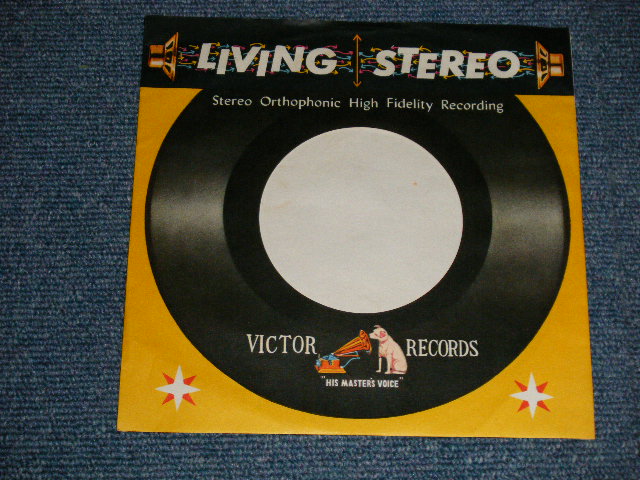 LIVING STEREO
Stereo Orthophonic High Fidelity Recording
VICTOR RECORDS
"HIS MASTER'S VOICE"